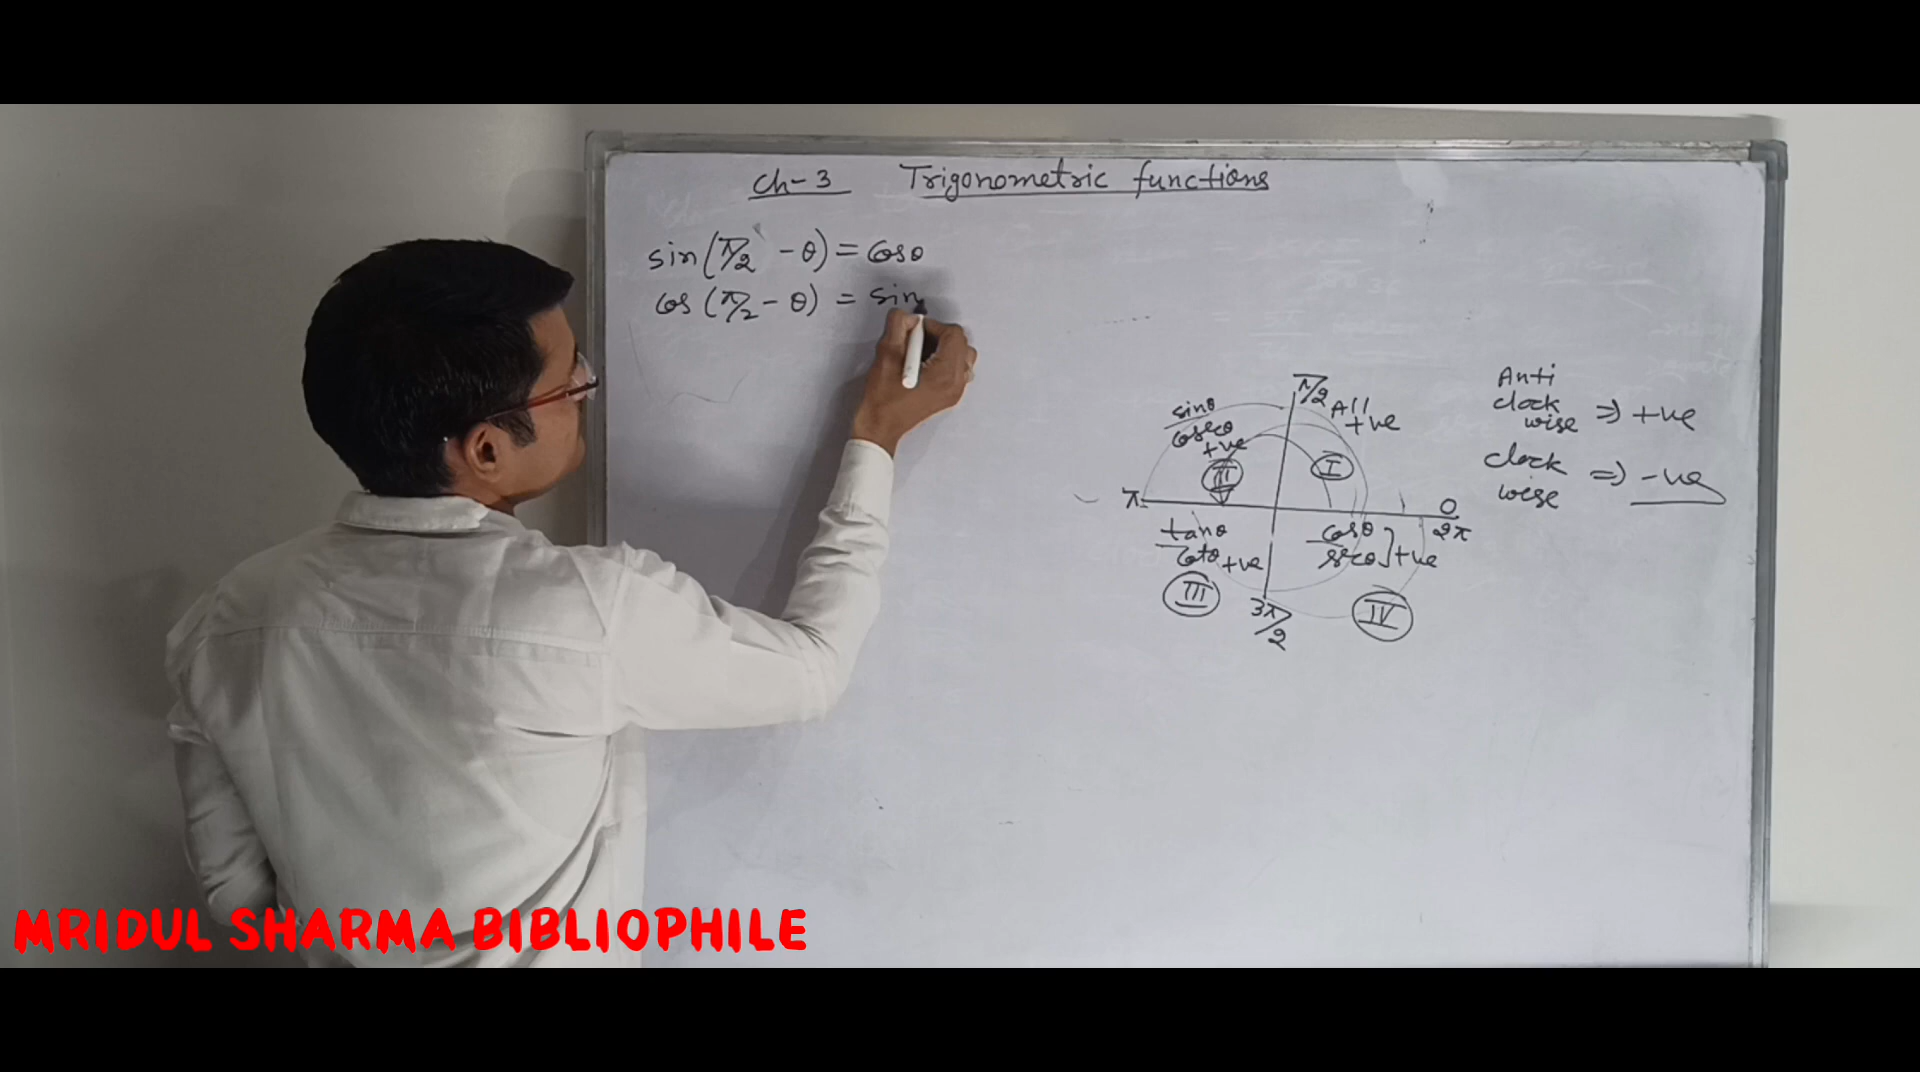 Ch-3 Trigonometric functions
sin(π/2 - θ) = cosθ
cos(π/2 - θ) = sin
π/2
sinθ
cosecθ
+ve
All
+ve
II
I
π
0
2π
tanθ
cotθ +ve
cosθ
secθ] +ve
III
IV
3π/2
Anti
clock
wise ⇒ +ve
clock
wise ⇒ -ve
MRIDUL SHARMA BIBLIOPHILE